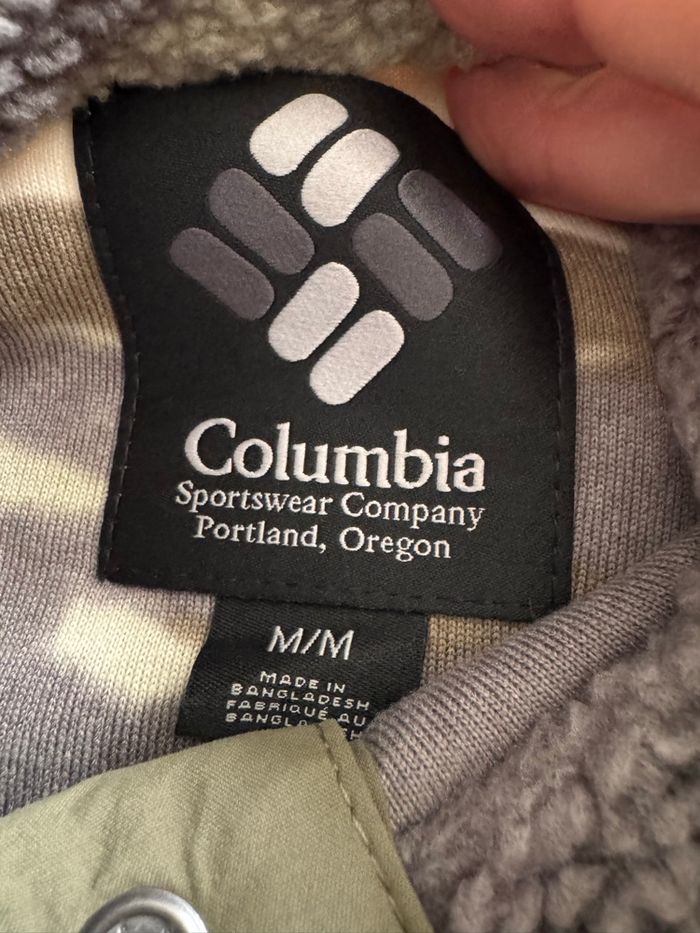 Columbia
Sportswear Company
Portland, Oregon
M/M
MADE IN
BANGLADESH
FABRIQUÉ AU